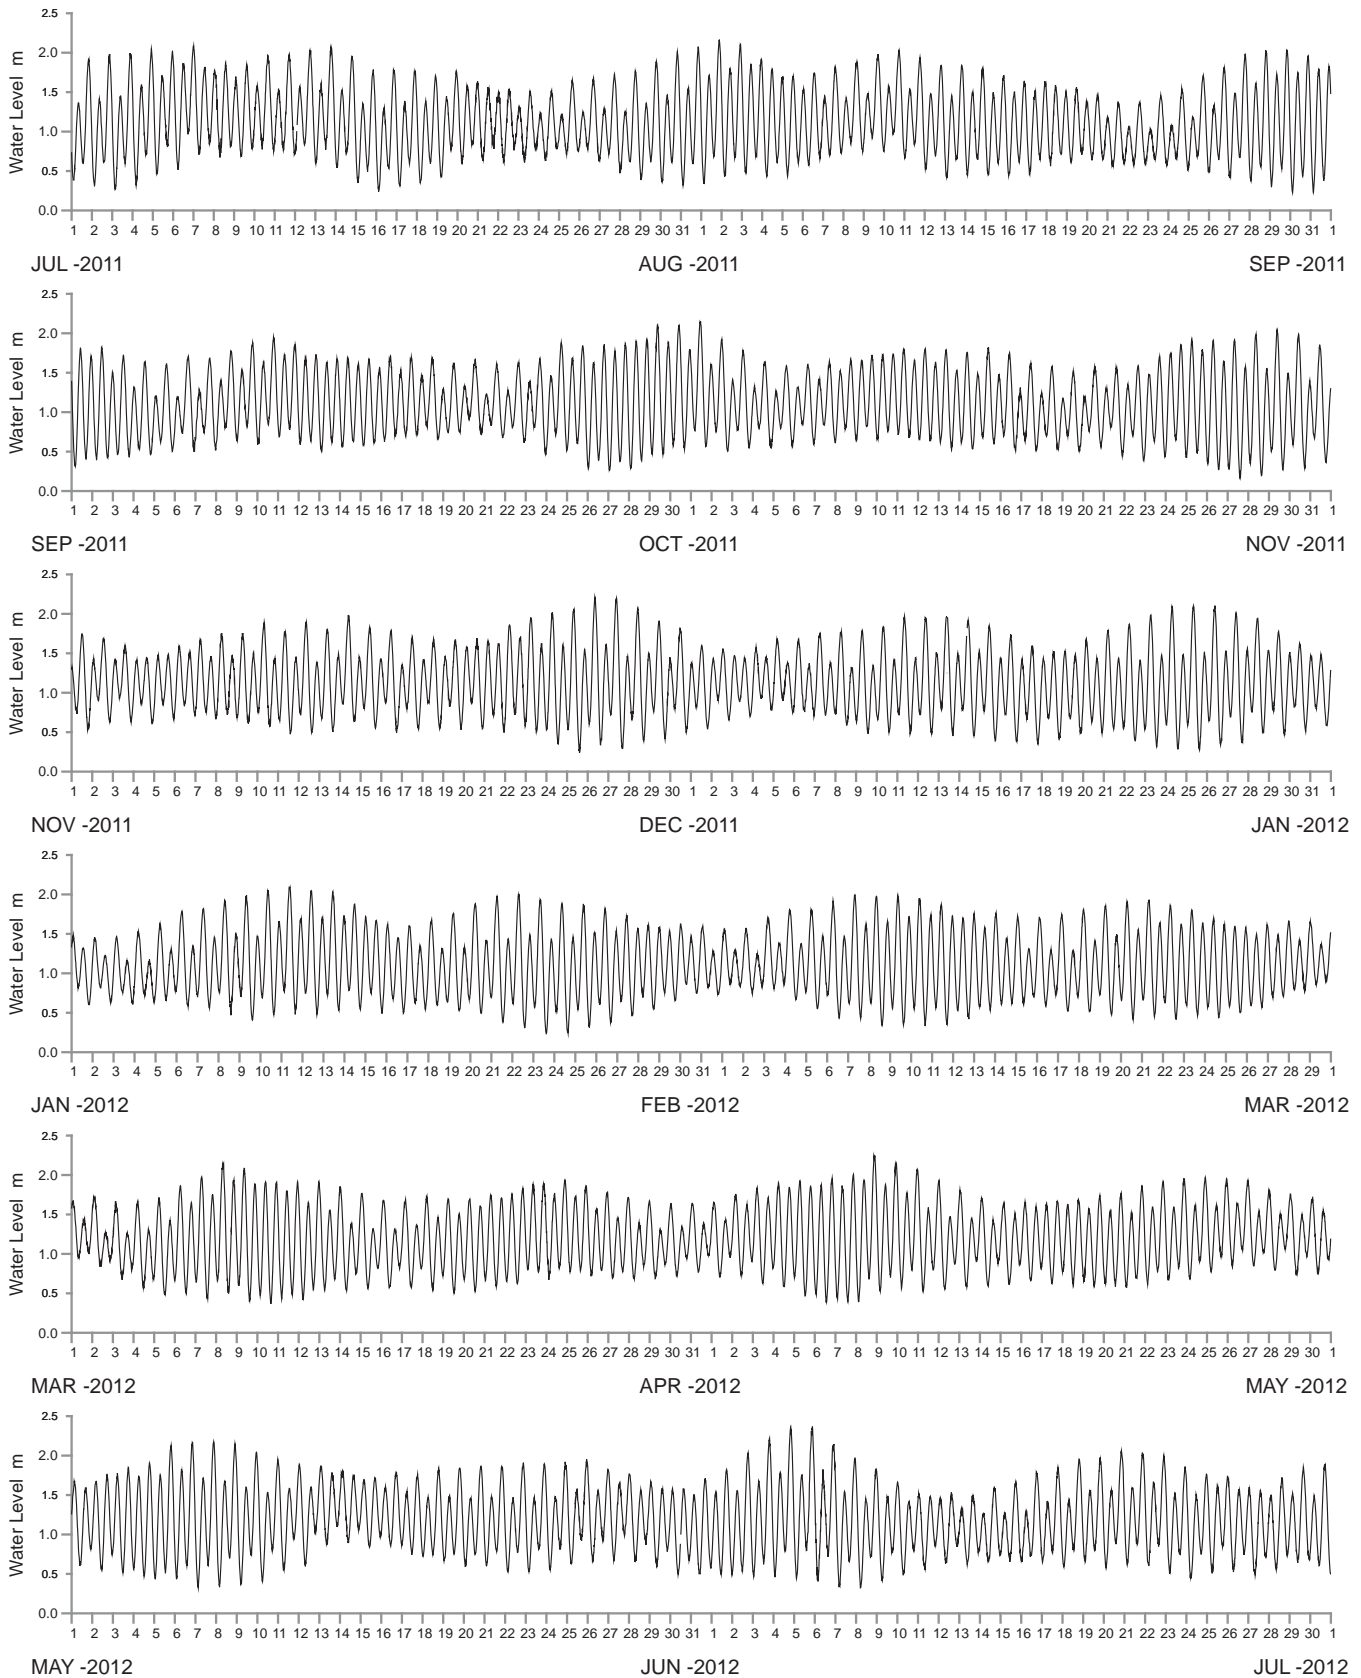 2.5
2.0
1.5
1.0
0.5
0.0
Water Level m
1 2 3 4 5 6 7 8 9 10 11 12 13 14 15 16 17 18 19 20 21 22 23 24 25 26 27 28 29 30 31 1 2 3 4 5 6 7 8 9 10 11 12 13 14 15 16 17 18 19 20 21 22 23 24 25 26 27 28 29 30 31 1
JUL -2011 AUG -2011 SEP -2011
2.5
2.0
1.5
1.0
0.5
0.0
Water Level m
1 2 3 4 5 6 7 8 9 10 11 12 13 14 15 16 17 18 19 20 21 22 23 24 25 26 27 28 29 30 1 2 3 4 5 6 7 8 9 10 11 12 13 14 15 16 17 18 19 20 21 22 23 24 25 26 27 28 29 30 31 1
SEP -2011 OCT -2011 NOV -2011
2.5
2.0
1.5
1.0
0.5
0.0
Water Level m
1 2 3 4 5 6 7 8 9 10 11 12 13 14 15 16 17 18 19 20 21 22 23 24 25 26 27 28 29 30 1 2 3 4 5 6 7 8 9 10 11 12 13 14 15 16 17 18 19 20 21 22 23 24 25 26 27 28 29 30 31 1
NOV -2011 DEC -2011 JAN -2012
2.5
2.0
1.5
1.0
0.5
0.0
Water Level m
1 2 3 4 5 6 7 8 9 10 11 12 13 14 15 16 17 18 19 20 21 22 23 24 25 26 27 28 29 30 31 1 2 3 4 5 6 7 8 9 10 11 12 13 14 15 16 17 18 19 20 21 22 23 24 25 26 27 28 29 1
JAN -2012 FEB -2012 MAR -2012
2.5
2.0
1.5
1.0
0.5
0.0
Water Level m
1 2 3 4 5 6 7 8 9 10 11 12 13 14 15 16 17 18 19 20 21 22 23 24 25 26 27 28 29 30 31 1 2 3 4 5 6 7 8 9 10 11 12 13 14 15 16 17 18 19 20 21 22 23 24 25 26 27 28 29 30 1
MAR -2012 APR -2012 MAY -2012
2.5
2.0
1.5
1.0
0.5
0.0
Water Level m
1 2 3 4 5 6 7 8 9 10 11 12 13 14 15 16 17 18 19 20 21 22 23 24 25 26 27 28 29 30 31 1 2 3 4 5 6 7 8 9 10 11 12 13 14 15 16 17 18 19 20 21 22 23 24 25 26 27 28 29 30 1
MAY -2012 JUN -2012 JUL -2012